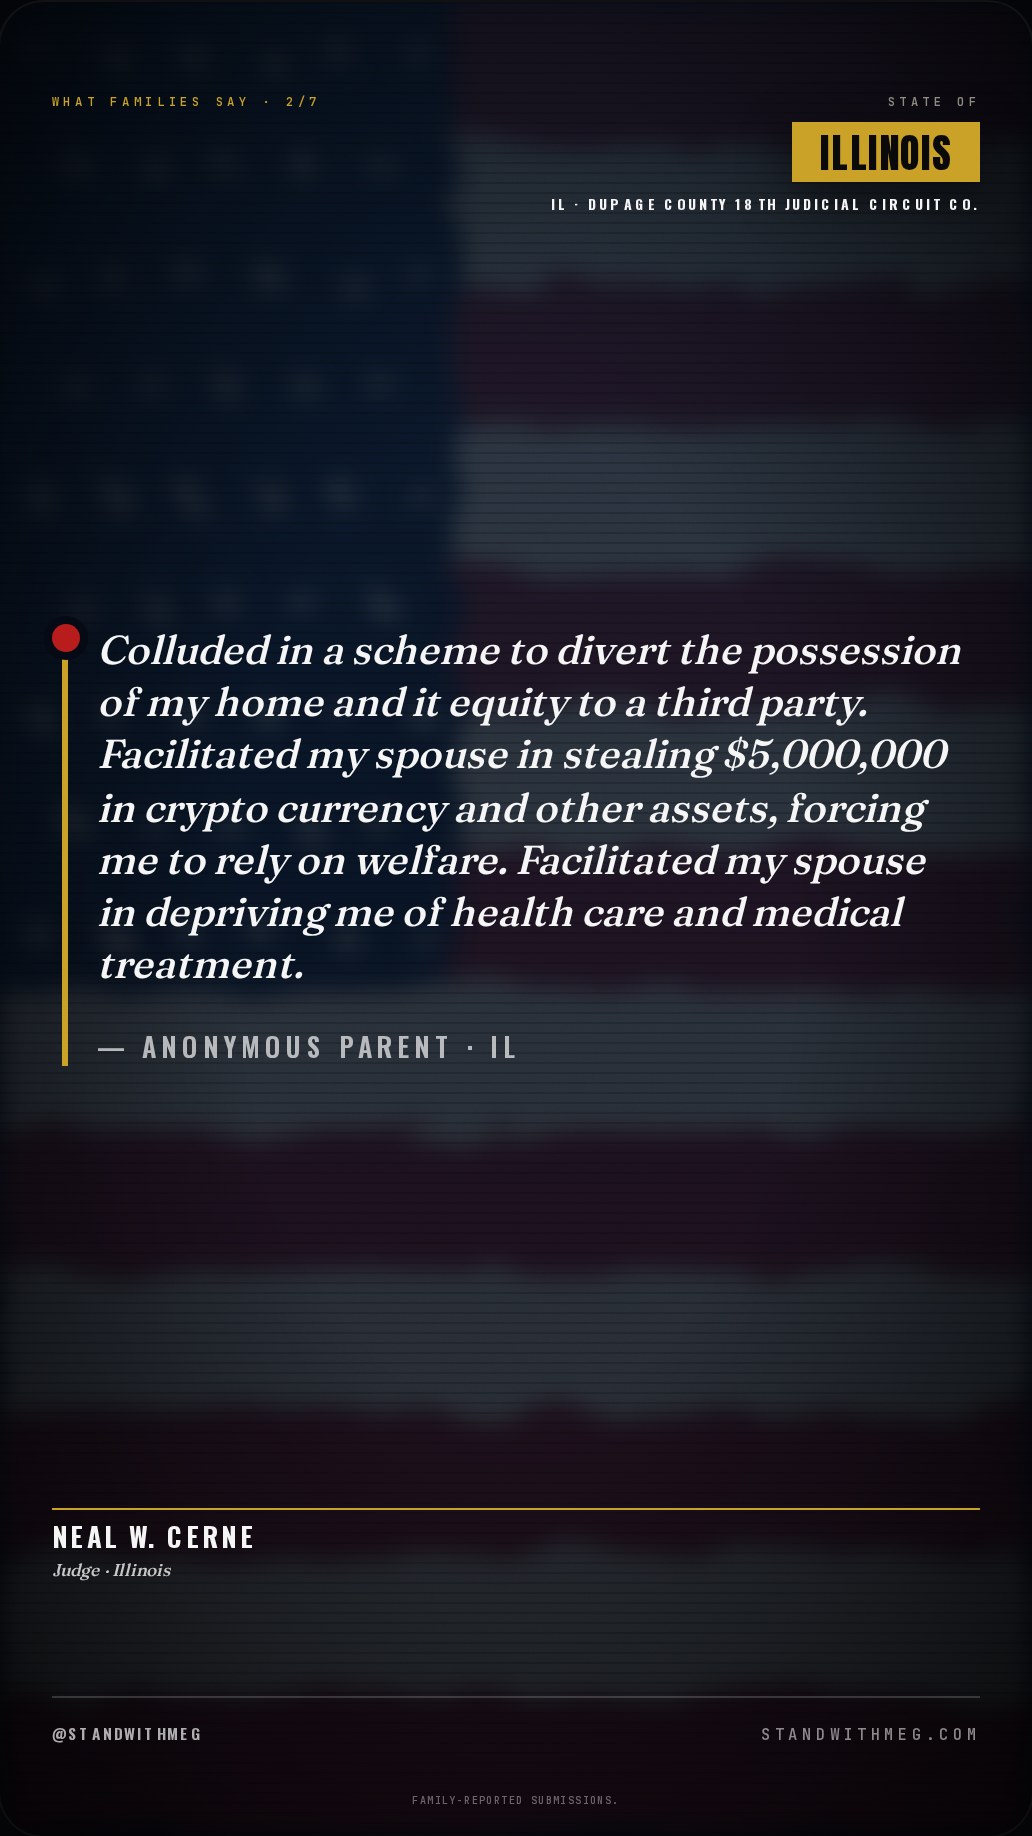 WHAT FAMILIES SAY · 2/7
STATE OF
ILLINOIS
IL · DUPAGE COUNTY 18TH JUDICIAL CIRCUIT CO.
Colluded in a scheme to divert the possession
of my home and it equity to a third party.
Facilitated my spouse in stealing $5,000,000
in crypto currency and other assets, forcing
me to rely on welfare. Facilitated my spouse
in depriving me of health care and medical
treatment.
— ANONYMOUS PARENT · IL
NEAL W. CERNE
Judge · Illinois
@STANDWITHMEG
STANDWITHMEG.COM
FAMILY-REPORTED SUBMISSIONS.